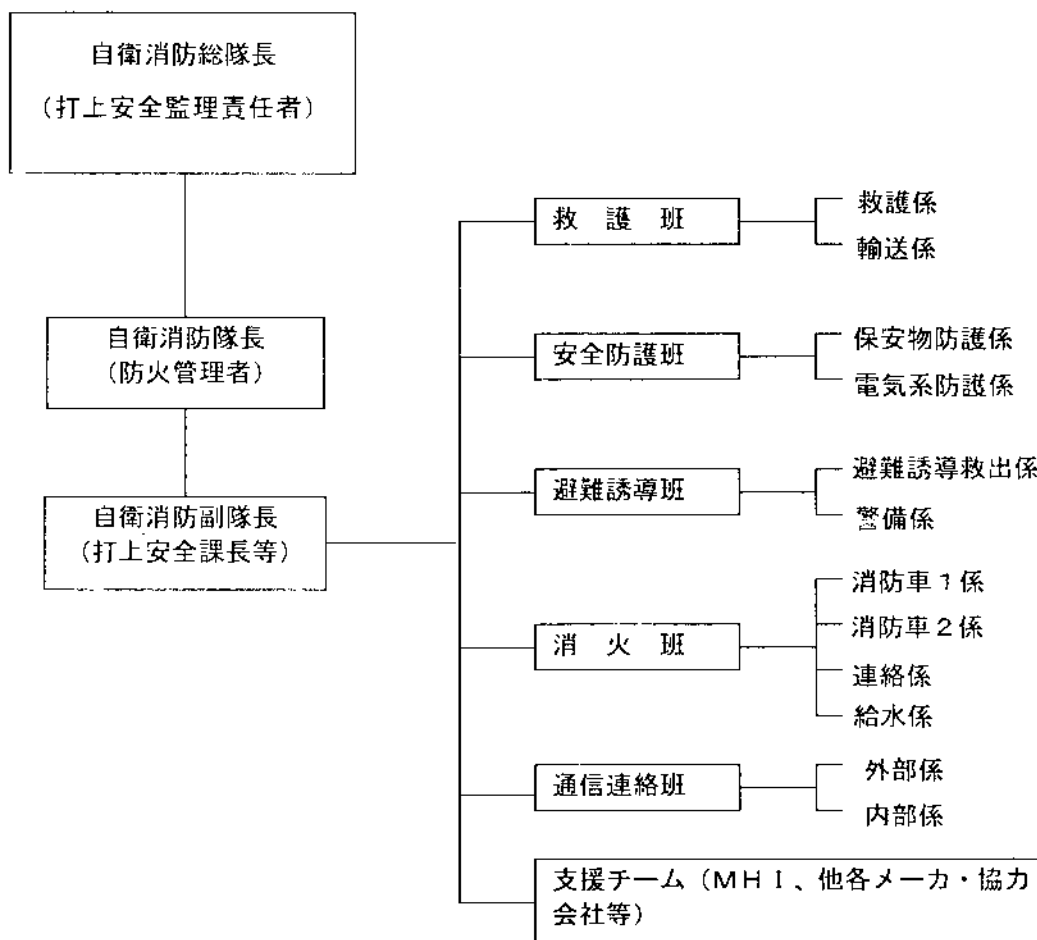 自衛消防総隊長
(打上安全監理責任者)
自衛消防隊長
(防火管理者)
自衛消防副隊長
(打上安全課長等)
救護班
救護係
輸送係
安全防護班
保安物防護係
電気系防護係
避難誘導班
避難誘導救出係
警備係
消火班
消防車1係
消防車2係
連絡係
給水係
通信連絡班
外部係
内部係
支援チーム(MHI、他各メーカ・協力
会社等)